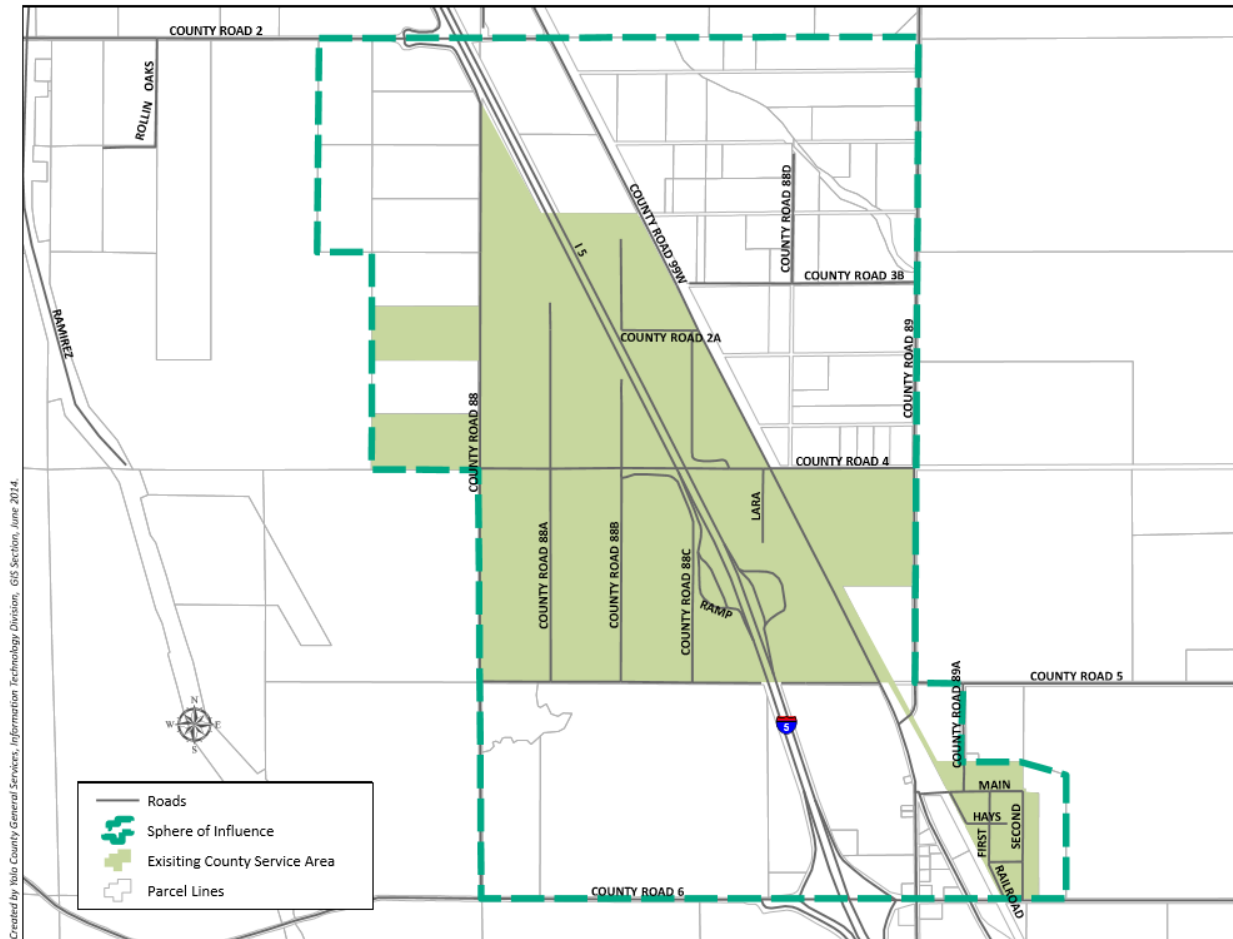 COUNTY ROAD 2
ROLLIN OAKS
COUNTY ROAD 99W
COUNTY ROAD 88D
I 5
COUNTY ROAD 3B
RAMIREZ
COUNTY ROAD 2A
COUNTY ROAD 89
COUNTY ROAD 88
COUNTY ROAD 4
LARA
COUNTY ROAD 88A
COUNTY ROAD 88B
COUNTY ROAD 88C
RAMP
COUNTY ROAD 5
COUNTY ROAD 89A
N
W
E
S
5
MAIN
HAYS
FIRST
SECOND
RAILROAD
COUNTY ROAD 6
Roads
Sphere of Influence
Exisiting County Service Area
Parcel Lines
Created by Yolo County General Services, Information Technology Division, GIS Section, June 2014.